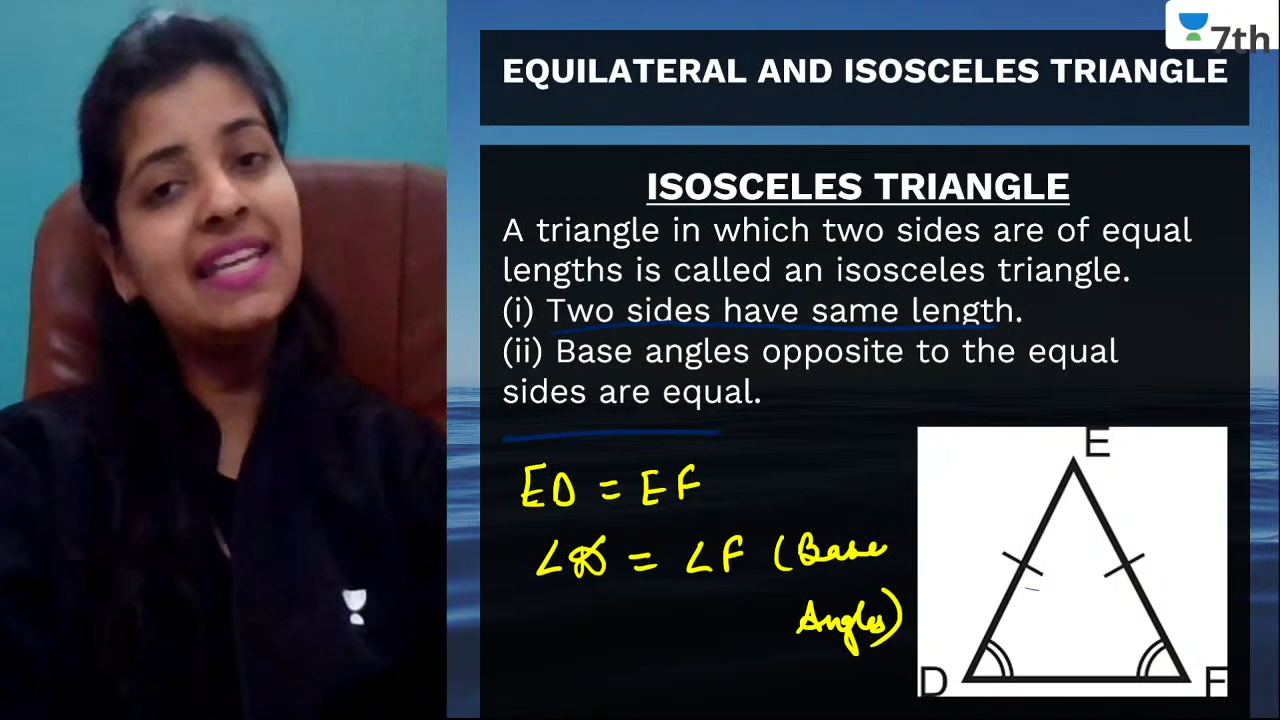 7th
EQUILATERAL AND ISOSCELES TRIANGLE
ISOSCELES TRIANGLE
A triangle in which two sides are of equal
lengths is called an isosceles triangle.
(i) Two sides have same length.
(ii) Base angles opposite to the equal
sides are equal.
ED = EF
∠D = ∠F (Base
Angles)
E
D
F